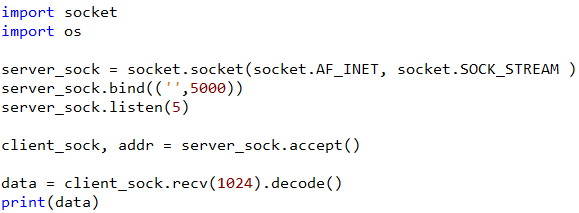 import socket
import os
server_sock = socket.socket(socket.AF_INET, socket.SOCK_STREAM )
server_sock.bind(('',5000))
server_sock.listen(5)
client_sock, addr = server_sock.accept()
data = client_sock.recv(1024).decode()
print(data)